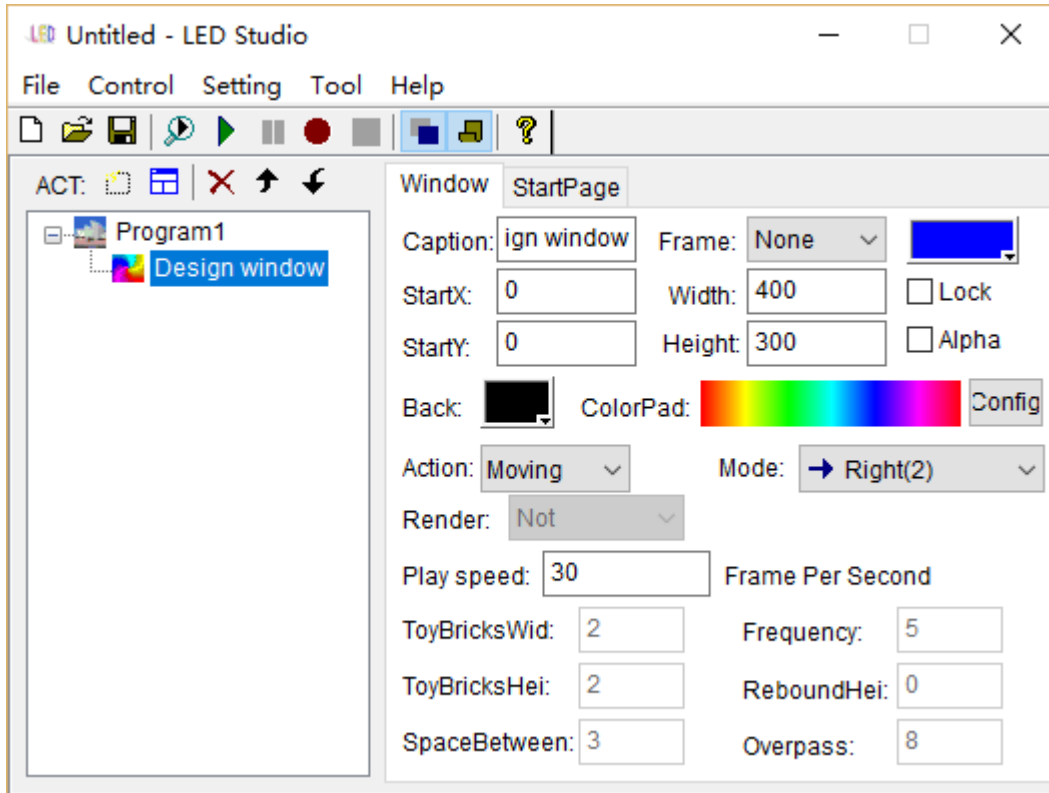 LED Untitled - LED Studio
File Control Setting Tool Help
ACT:
Program1
Design window
Window StartPage
Caption: ign window Frame: None
StartX: 0 Width: 400 Lock
StartY: 0 Height: 300 Alpha
Back: ColorPad: Config
Action: Moving Mode: Right(2)
Render: Not
Play speed: 30 Frame Per Second
ToyBricksWid: 2 Frequency: 5
ToyBricksHei: 2 ReboundHei: 0
SpaceBetween: 3 Overpass: 8